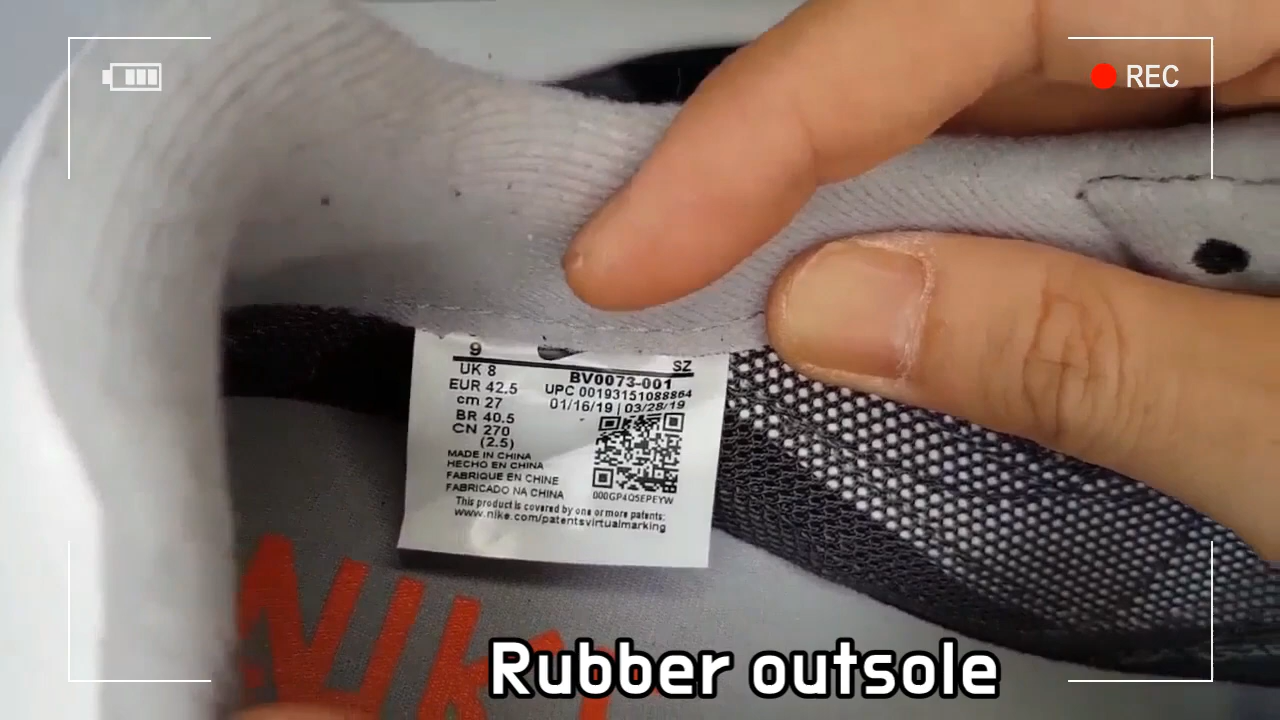 REC
9
SZ
UK 8
BV0073-001
EUR 42.5
UPC 00193151088864
cm 27
01/16/19 | 03/28/19
BR 40.5
CN 270
(2.5)
MADE IN CHINA
HECHO EN CHINA
FABRIQUE EN CHINE
FABRICADO NA CHINA
000GP4Q5EPEYW
This product is covered by one or more patents:
www.nike.com/patentsvirtualmarking
NIKE
Rubber outsole